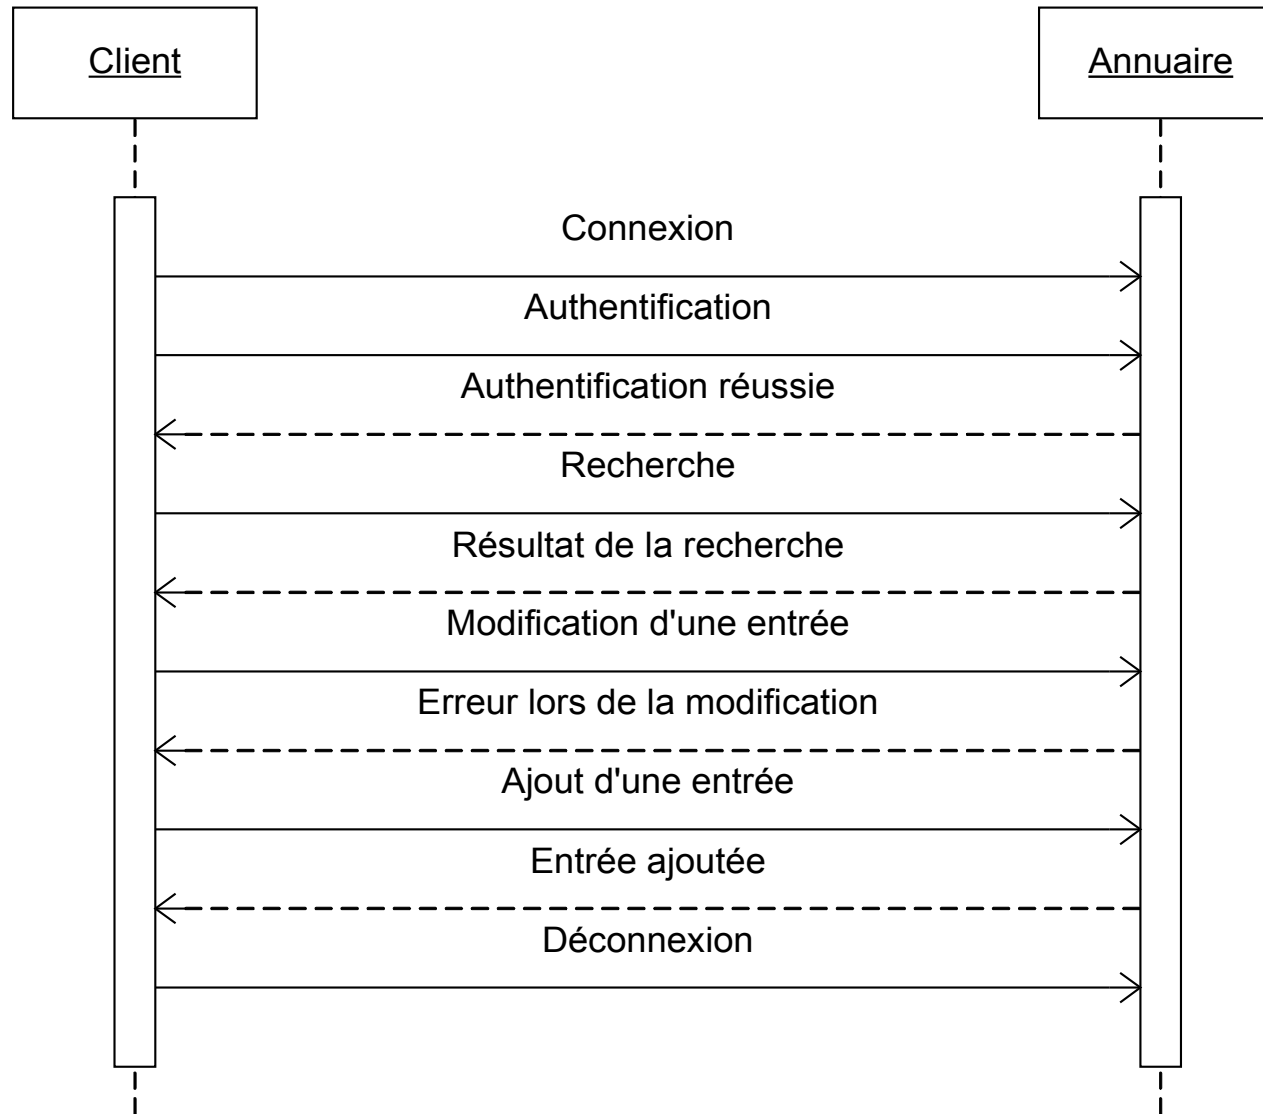 Client
Annuaire
Connexion
Authentification
Authentification réussie
Recherche
Résultat de la recherche
Modification d'une entrée
Erreur lors de la modification
Ajout d'une entrée
Entrée ajoutée
Déconnexion